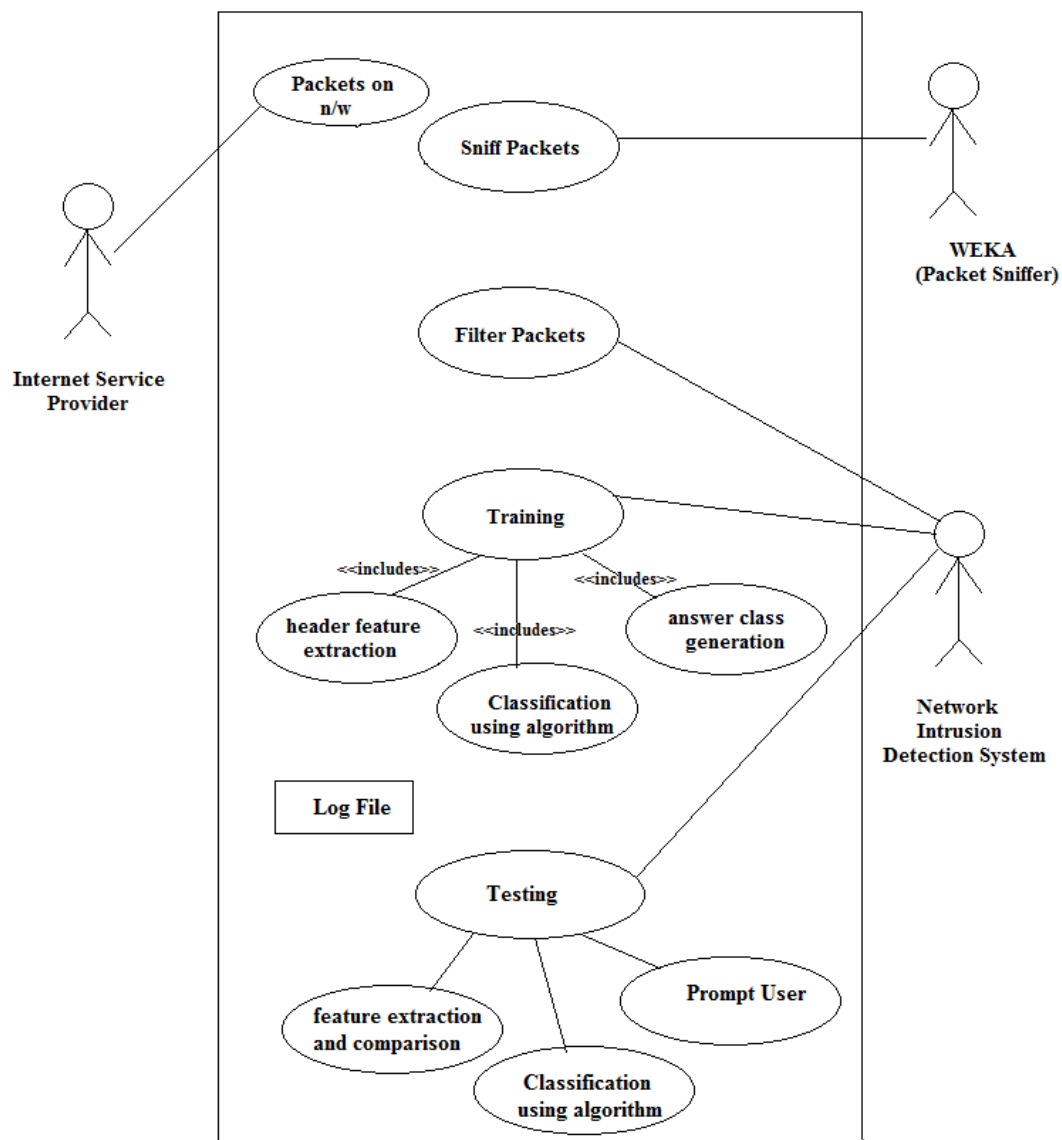 Packets on
n/w
Sniff Packets
WEKA
(Packet Sniffer)
Filter Packets
Internet Service
Provider
Training
<<includes>>
<<includes>>
<<includes>>
header feature
extraction
answer class
generation
Classification
using algorithm
Network
Intrusion
Detection System
Log File
Testing
feature extraction
and comparison
Prompt User
Classification
using algorithm